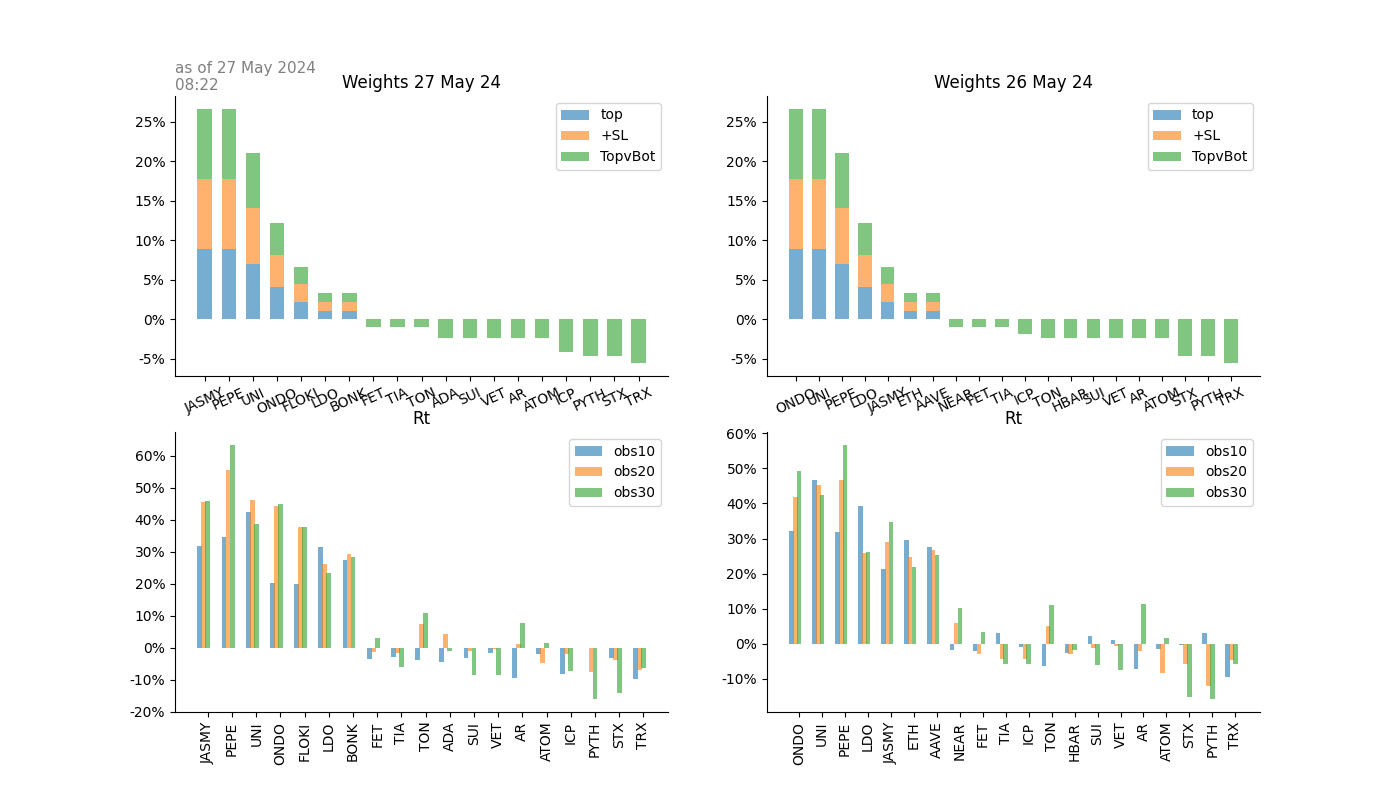 as of 27 May 2024
08:22
Weights 27 May 24
25%
20%
15%
10%
5%
0%
-5%
top
+SL
TopvBot
JASMY PEPE UNI ONDO FLOKI LDO BONK FET TIA TON ADA SUI VET AR ATOM ICP PYTH STX TRX
Weights 26 May 24
25%
20%
15%
10%
5%
0%
-5%
top
+SL
TopvBot
ONDO UNI PEPE LDO JASMY ETH AAVE NEAR FET TIA ICP TON HBAR SUI VET AR ATOM STX PYTH TRX
Rt
60%
50%
40%
30%
20%
10%
0%
-10%
-20%
obs10
obs20
obs30
JASMY PEPE UNI ONDO FLOKI LDO BONK FET TIA TON ADA SUI VET AR ATOM ICP PYTH STX TRX
Rt
60%
50%
40%
30%
20%
10%
0%
-10%
obs10
obs20
obs30
ONDO UNI PEPE LDO JASMY ETH AAVE NEAR FET TIA ICP TON HBAR SUI VET AR ATOM STX PYTH TRX